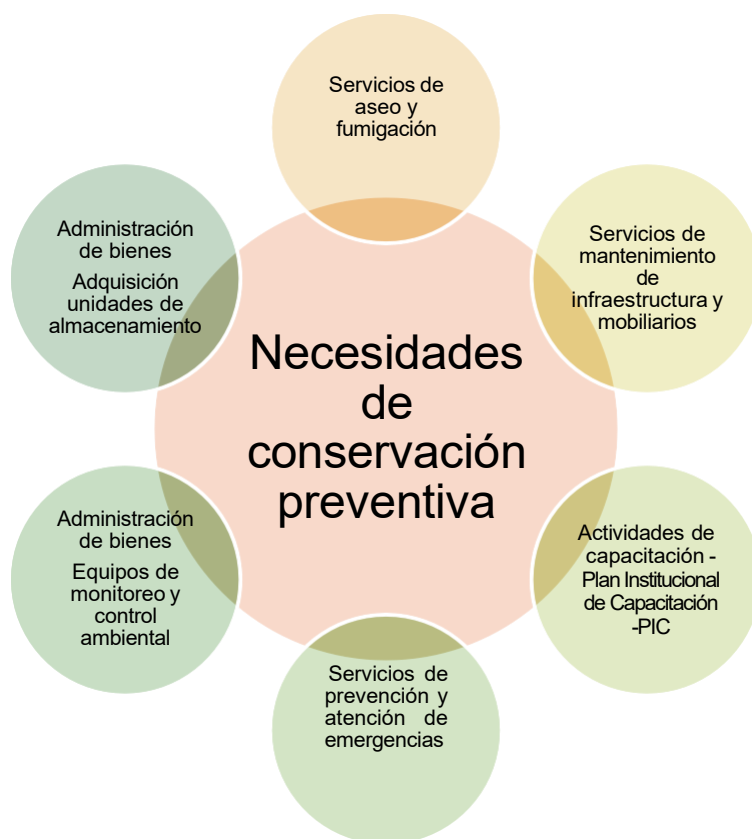 Servicios de
aseo y
fumigación
Servicios de
mantenimiento
de
infraestructura y
mobiliarios
Actividades de
capacitación -
Plan Institucional
de Capacitación
-PIC
Servicios de
prevención y
atención de
emergencias
Administración
de bienes
Equipos de
monitoreo y
control
ambiental
Administración
de bienes
Adquisición
unidades de
almacenamiento
Necesidades
de
conservación
preventiva